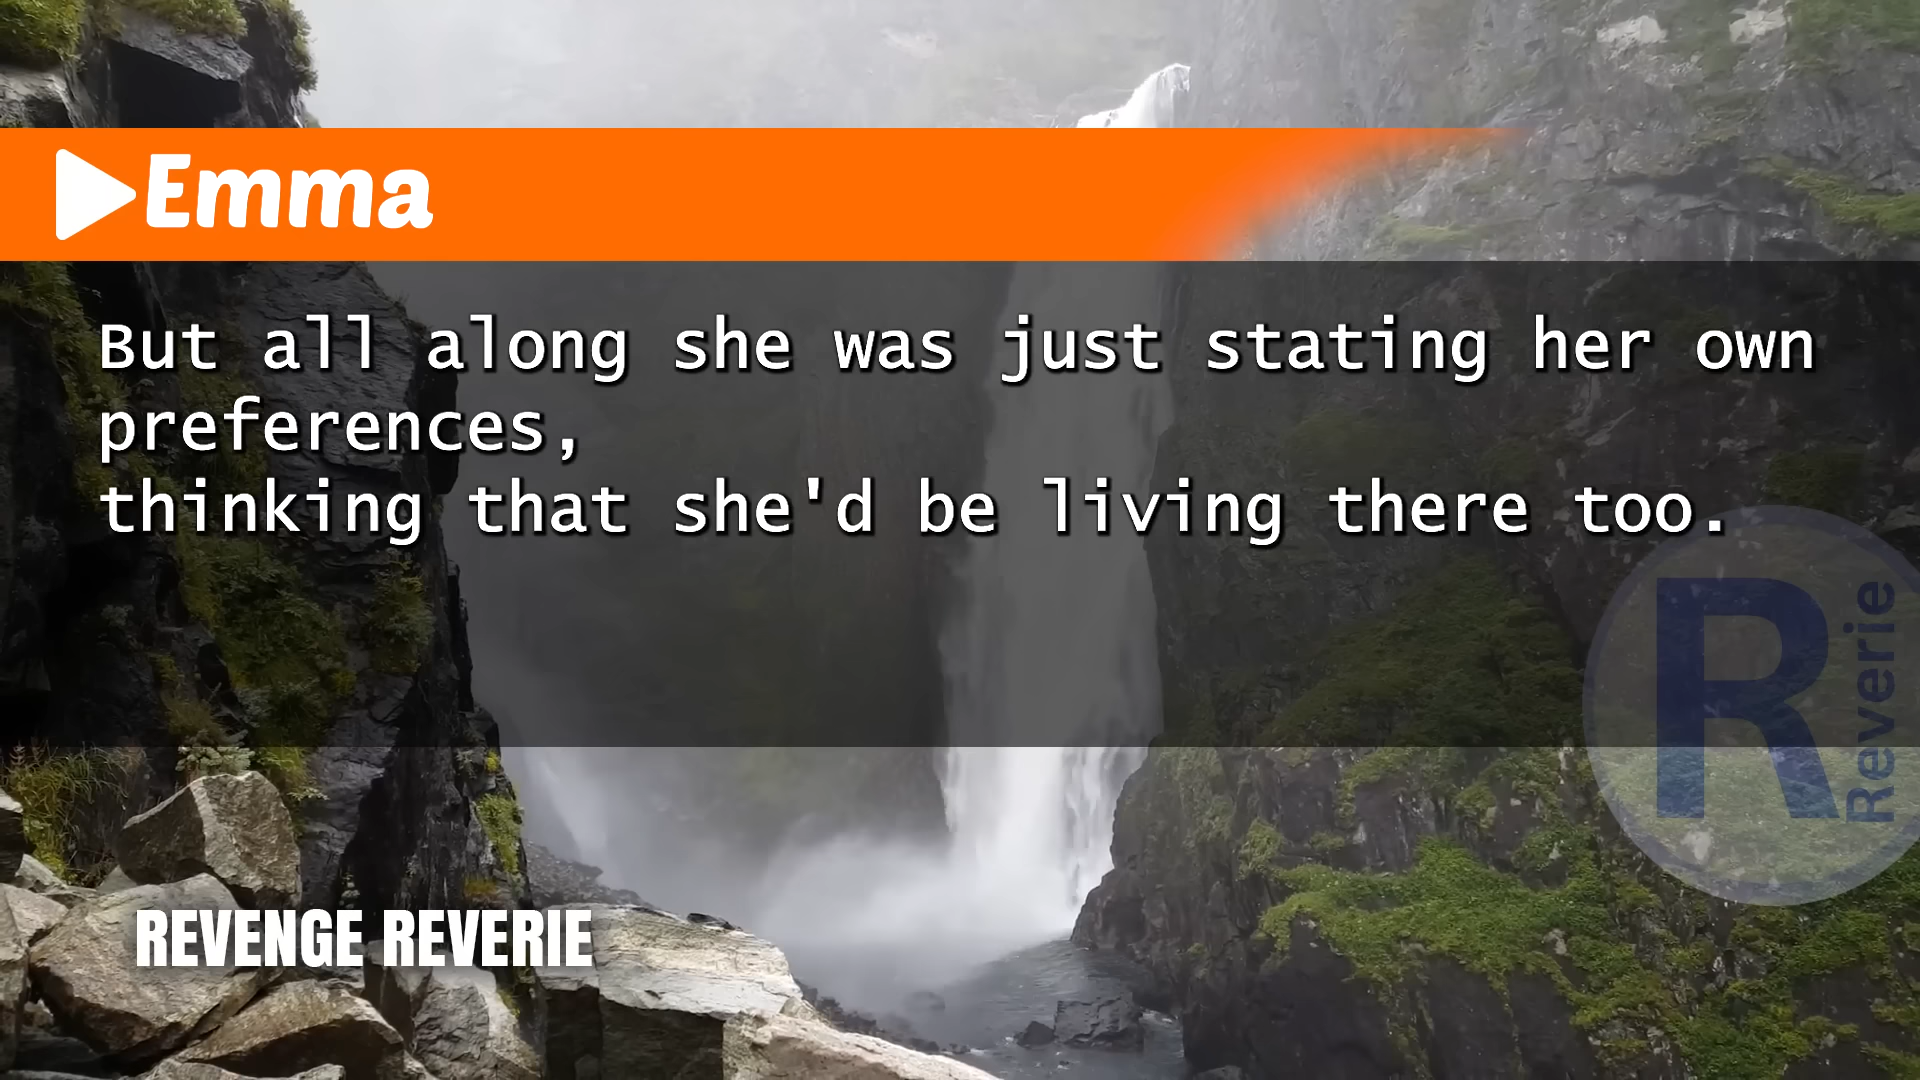 Emma
But all along she was just stating her own
preferences,
thinking that she'd be living there too.
R
Reverie
REVENGE REVERIE